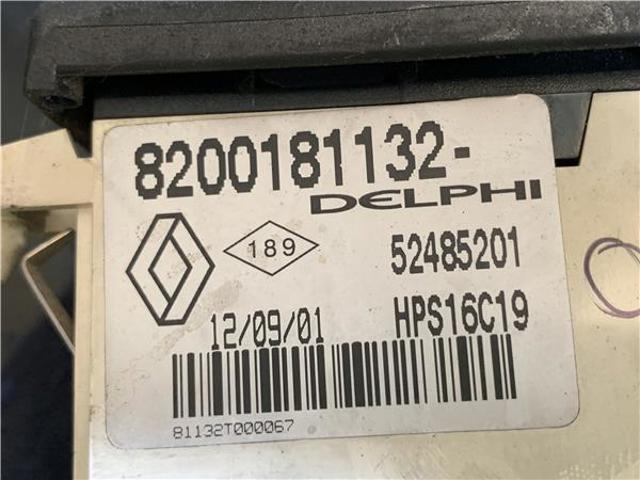 8200181132-
DELPHI
189
52485201
12/09/01
HPS16C19
81132T000067